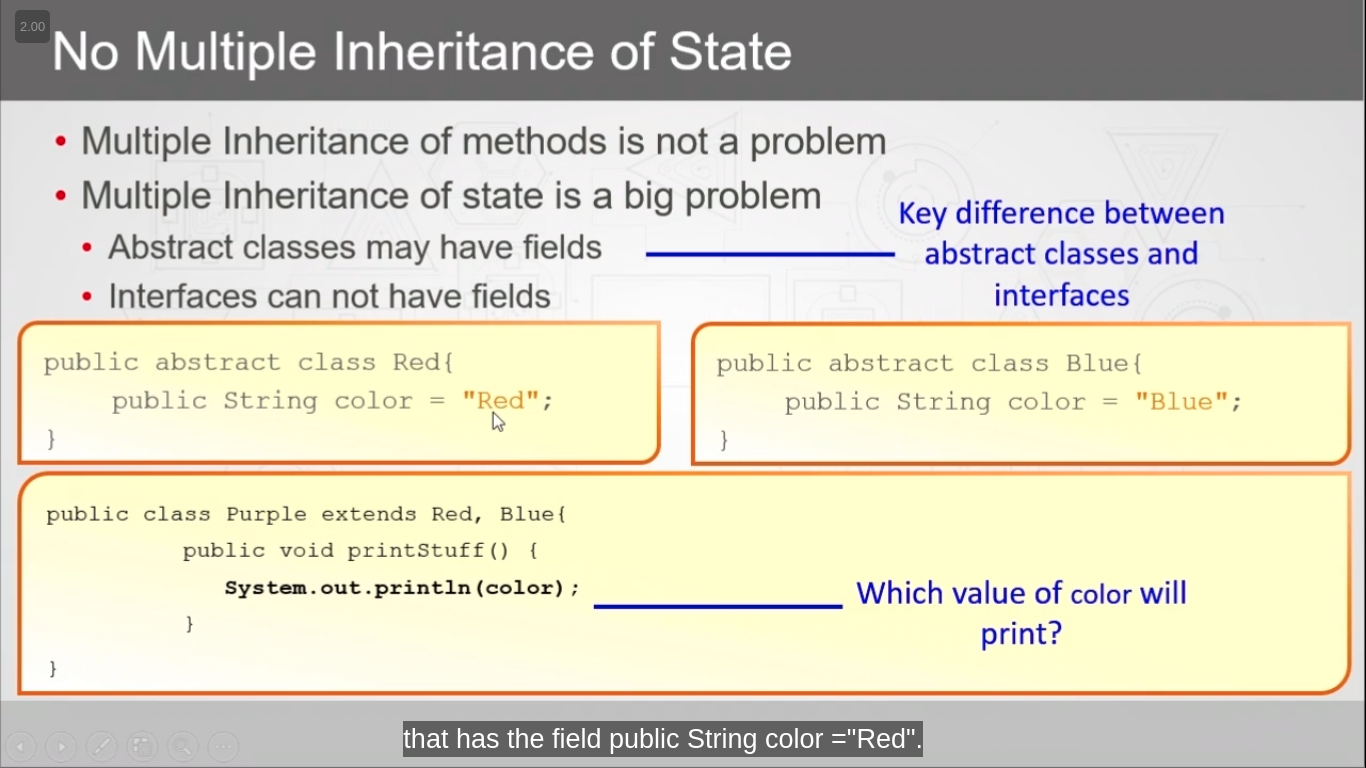 2.00
No Multiple Inheritance of State
• Multiple Inheritance of methods is not a problem
• Multiple Inheritance of state is a big problem
• Abstract classes may have fields
• Interfaces can not have fields
Key difference between
abstract classes and
interfaces
public abstract class Red{
public String color = "Red";
}
public abstract class Blue{
public String color = "Blue";
}
public class Purple extends Red, Blue{
public void printStuff() {
System.out.println(color);
}
}
Which value of color will
print?
that has the field public String color ="Red".